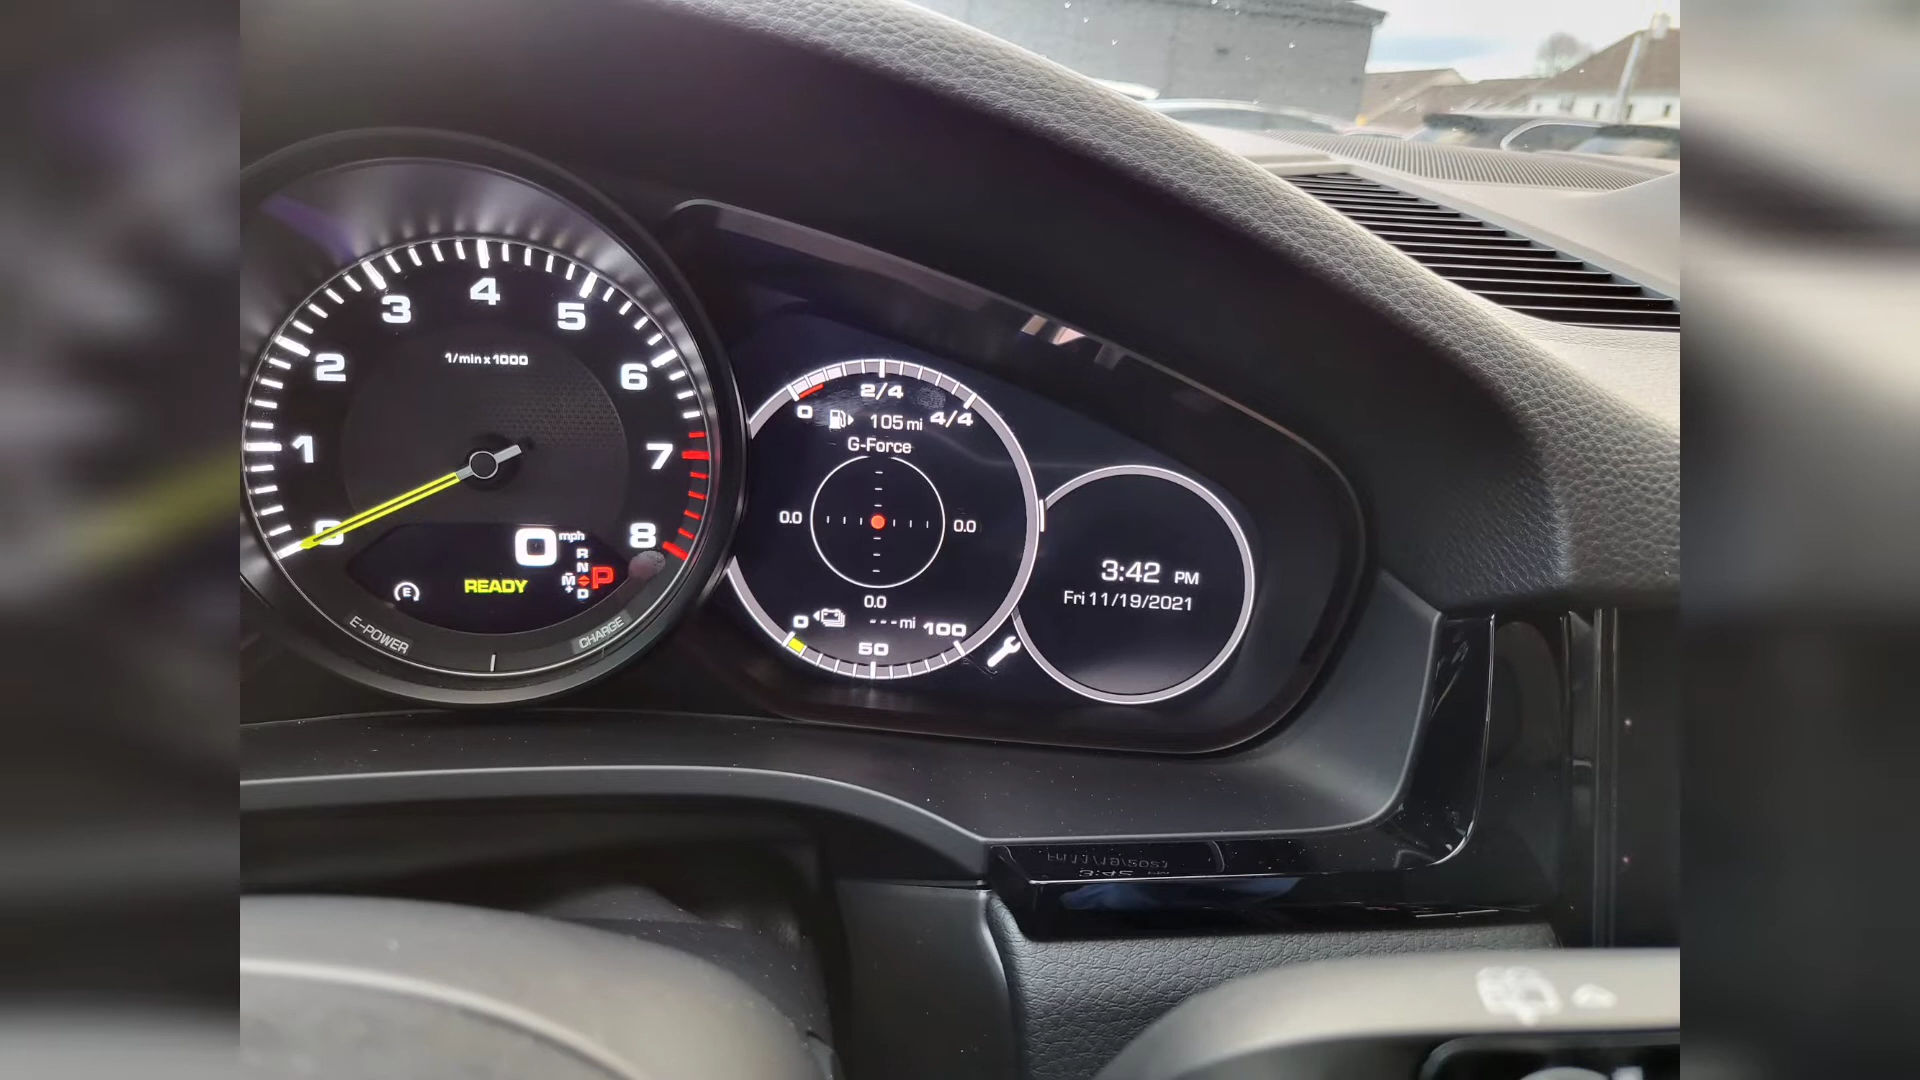 4
3
5
1/min x 1000
2
6
1
7
0
8
0 mph
READY
R
N
M
P
+
D
E
E-POWER
CHARGE
2/4
0
4/4
105 mi
G-Force
0.0
0.0
0.0
0
---mi
100
50
3:42 PM
Fri 11/19/2021